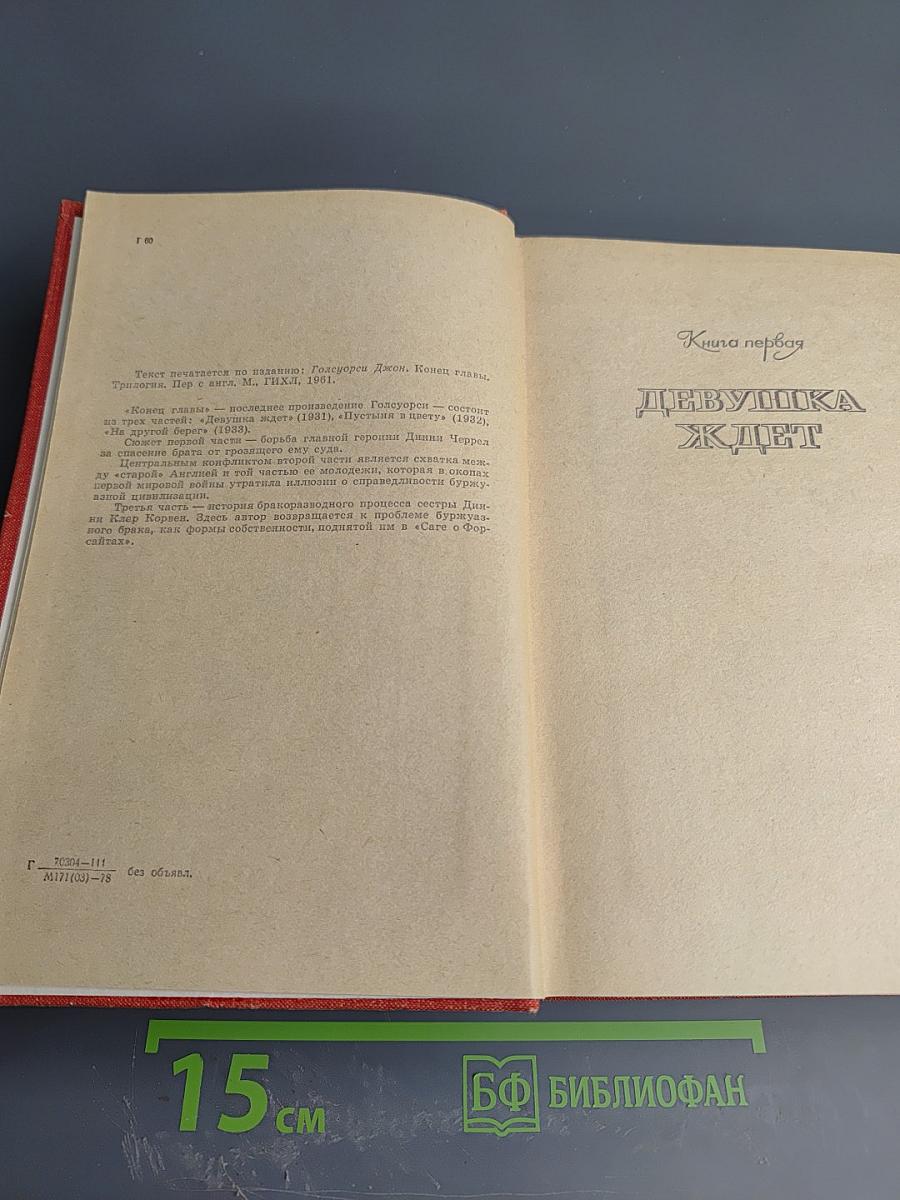 Г 60
Текст печатается по изданию: Голсуорси Джон. Конец главы.
Трилогия. Пер с англ. М., ГИХЛ, 1961.
«Конец главы» — последнее произведение Голсуорси — состоит
из трех частей: «Девушка ждет» (1931), «Пустыня в цвету» (1932),
«На другой берег» (1933).
Сюжет первой части — борьба главной героини Динни Черрел
за спасение брата от грозящего ему суда.
Центральным конфликтом второй части является схватка меж-
ду «старой» Англией и той частью ее молодежи, которая в окопах
первой мировой войны утратила иллюзии о справедливости буржу-
азной цивилизации.
Третья часть — история бракоразводного процесса сестры Дин-
ни Клер Корвен. Здесь автор возвращается к проблеме буржуаз-
ного брака, как формы собственности, поднятой им в «Саге о Фор-
сайтах».
Г 70304—111
М171(03)—78 без объявл.
Книга первая
ДЕВУШКА
ЖДЕТ
15 см
БФ БИБЛИОФАН